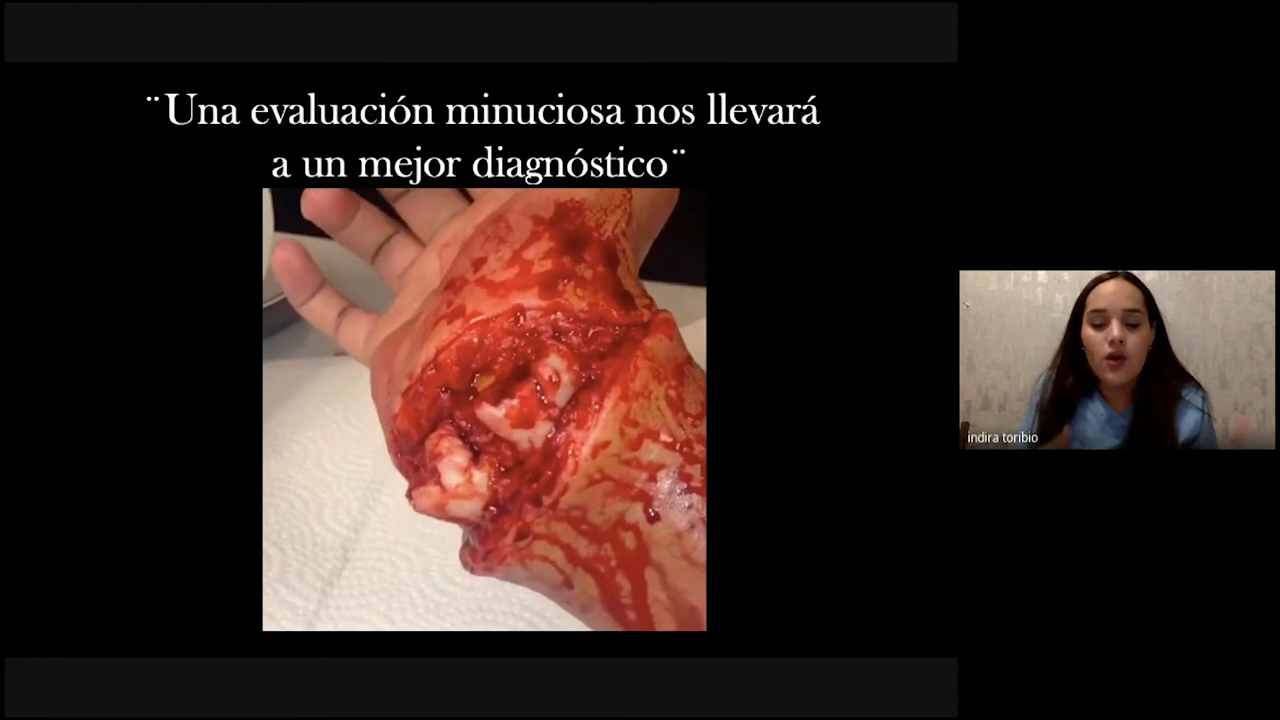 ¨Una evaluación minuciosa nos llevará
a un mejor diagnóstico¨
indira toribio